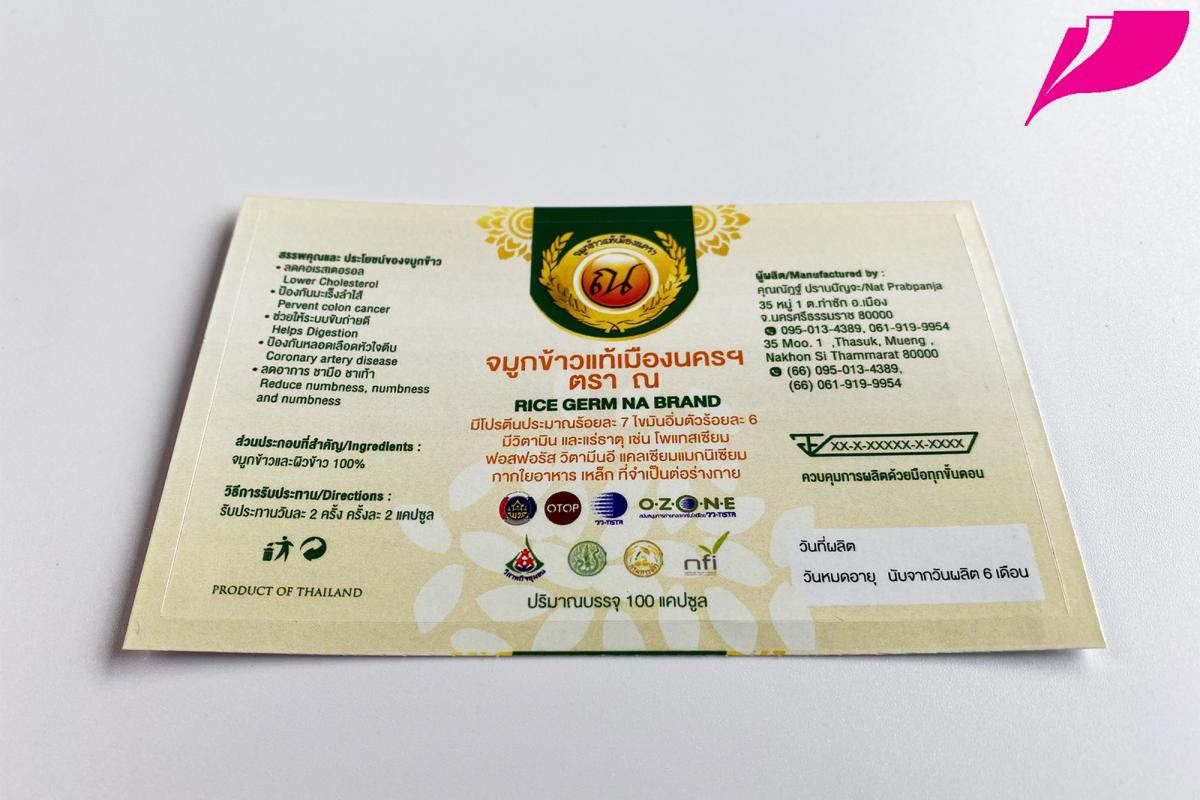 สรรพคุณและ ประโยชน์ของจมูกข้าว
• ลดคอเรสเตอรอล
Lower Cholesterol
• ป้องกันมะเร็งลำไส้
Pervent colon cancer
• ช่วยให้ระบบขับถ่ายดี
Helps Digestion
• ป้องกันหลอดเลือดหัวใจตีบ
Coronary artery disease
• ลดอาการ ชามือ ชาเท้า
Reduce numbness, numbness
and numbness
ส่วนประกอบที่สำคัญ/Ingredients :
จมูกข้าวและผิวข้าว 100%
วิธีการรับประทาน/Directions :
รับประทานวันละ 2 ครั้ง ครั้งละ 2 แคปซูล
PRODUCT OF THAILAND
จมูกข้าวแท้เมืองนครฯ
ณ
จมูกข้าวแท้เมืองนครฯ
ตรา ณ
RICE GERM NA BRAND
มีโปรตีนประมาณร้อยละ 7 ไขมันอิ่มตัวร้อยละ 6
มีวิตามิน และแร่ธาตุ เช่น โพแทสเซียม
ฟอสฟอรัส วิตามีนอี แคลเซียมแมกนิเซียม
กากใยอาหาร เหล็ก ที่จำเป็นต่อร่างกาย
OTOP
วว-TISTR
O•Z•O•N•E
วิสาหกิจชุมชน
nfi
ปริมาณบรรจุ 100 แคปซูล
ผู้ผลิต/Manufactured by :
คุณณัฏฐ์ ปราบปัญจะ/Nat Prabpanja
35 หมู่ 1 ต.ท่าซัก อ.เมือง
จ.นครศรีธรรมราช 80000
095-013-4389, 061-919-9954
35 Moo. 1 ,Thasuk, Mueng ,
Nakhon Si Thammarat 80000
(66) 095-013-4389,
(66) 061-919-9954
XX-X-XXXXX-X-XXXX
ควบคุมการผลิตด้วยมือทุกขั้นตอน
วันที่ผลิต
วันหมดอายุ นับจากวันผลิต 6 เดือน